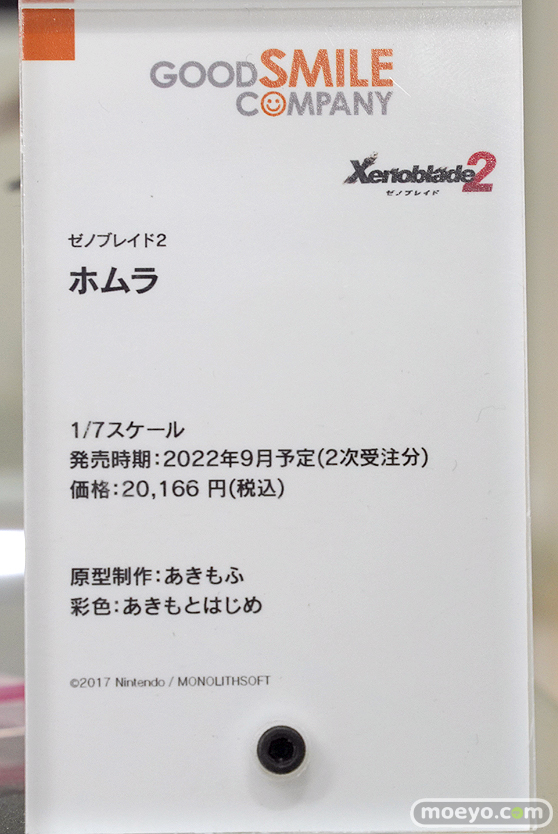 GOODSMILE
COMPANY
Xenoblade2
ゼノブレイド
ゼノブレイド2
ホムラ
1/7スケール
発売時期:2022年9月予定(2次受注分)
価格:20,166 円(税込)
原型制作:あきもふ
彩色:あきもとはじめ
©2017 Nintendo / MONOLITHSOFT
moeyo.com